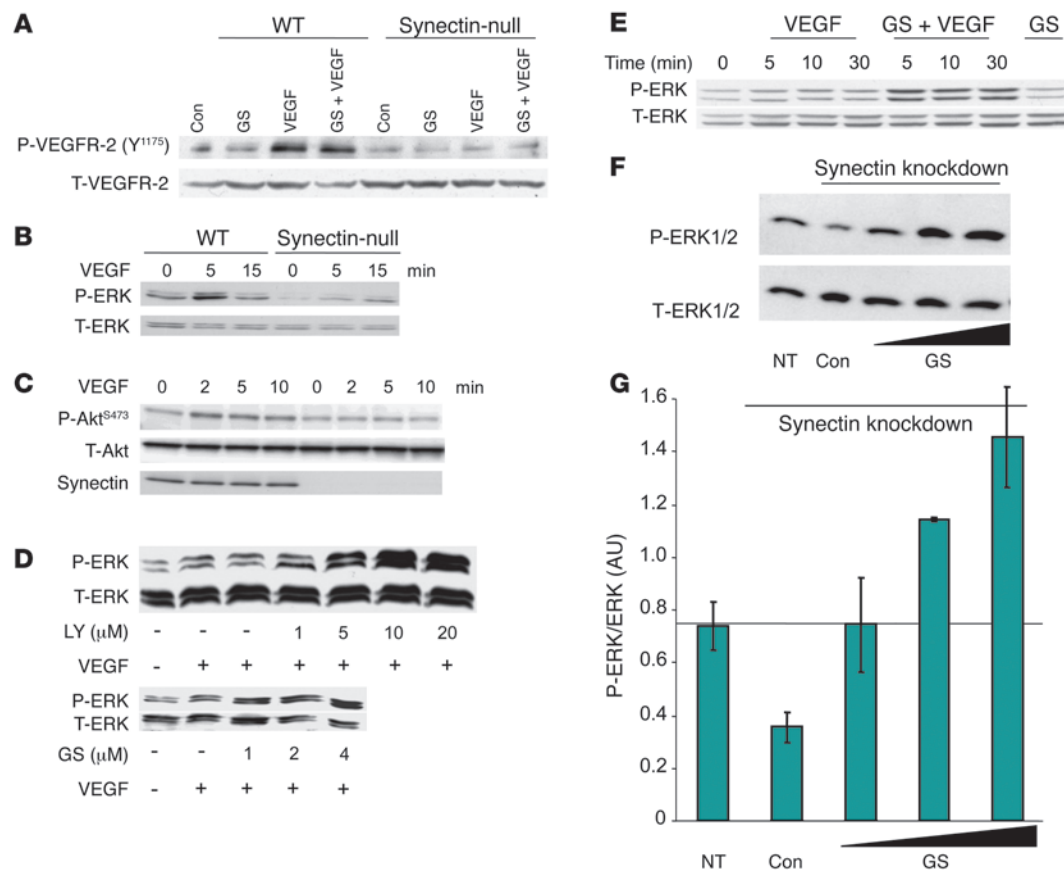 A
WT Synectin-null
Con GS VEGF GS + VEGF Con GS VEGF GS + VEGF
P-VEGFR-2 (Y1175)
T-VEGFR-2
B
WT Synectin-null
VEGF 0 5 15 0 5 15 min
P-ERK
T-ERK
C
VEGF 0 2 5 10 0 2 5 10 min
P-AktS473
T-Akt
Synectin
D
P-ERK
T-ERK
LY (μM) - - - 1 5 10 20
VEGF - + + + + + +
P-ERK
T-ERK
GS (μM) - - 1 2 4
VEGF - + + + +
E
VEGF GS + VEGF GS
Time (min) 0 5 10 30 5 10 30
P-ERK
T-ERK
F
Synectin knockdown
P-ERK1/2
T-ERK1/2
NT Con GS
G
Synectin knockdown
P-ERK/ERK (AU)
1.6
1.4
1.2
1.0
0.8
0.6
0.4
0.2
0
NT Con GS